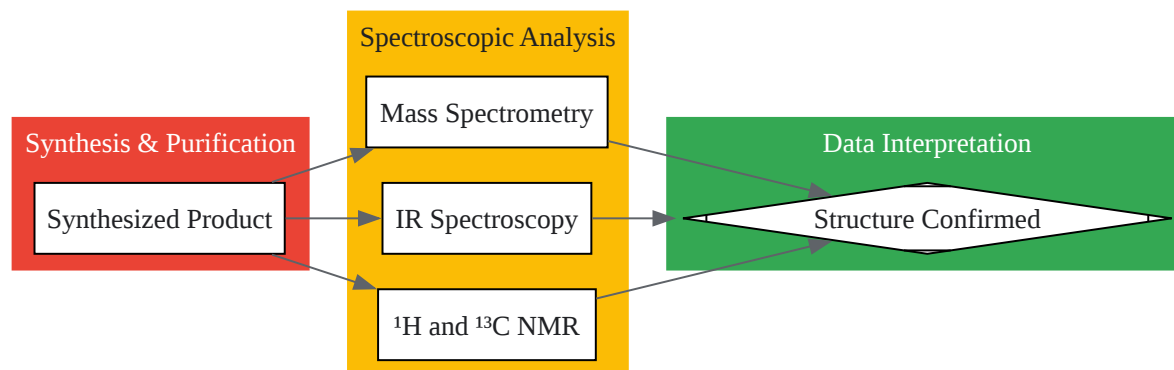 Synthesis & Purification
Synthesized Product
Spectroscopic Analysis
Mass Spectrometry
IR Spectroscopy
¹H and ¹³C NMR
Data Interpretation
Structure Confirmed